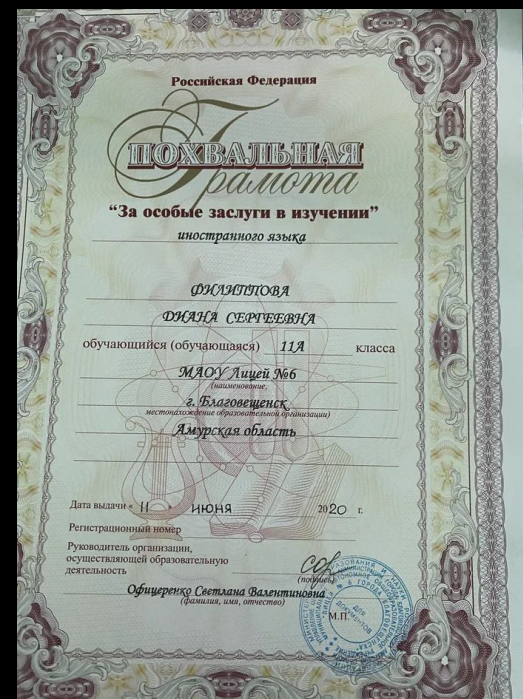 Российская Федерация
ПОХВАЛЬНАЯ
Грамота
“За особые заслуги в изучении”
иностранного языка
ФИЛИППОВА
ДИАНА СЕРГЕЕВНА
обучающийся (обучающаяся) 11А класса
МАОУ Лицей №6
(наименование,
г. Благовещенск
местонахождение образовательной организации)
Амурская область
Дата выдачи « 11 » июня 2020 г.
Регистрационный номер
Руководитель организации,
осуществляющей образовательную
деятельность
(подпись)
Офицеренко Светлана Валентиновна
(фамилия, имя, отчество)
М.П.
ДЛЯ
ДОКУМЕНТОВ